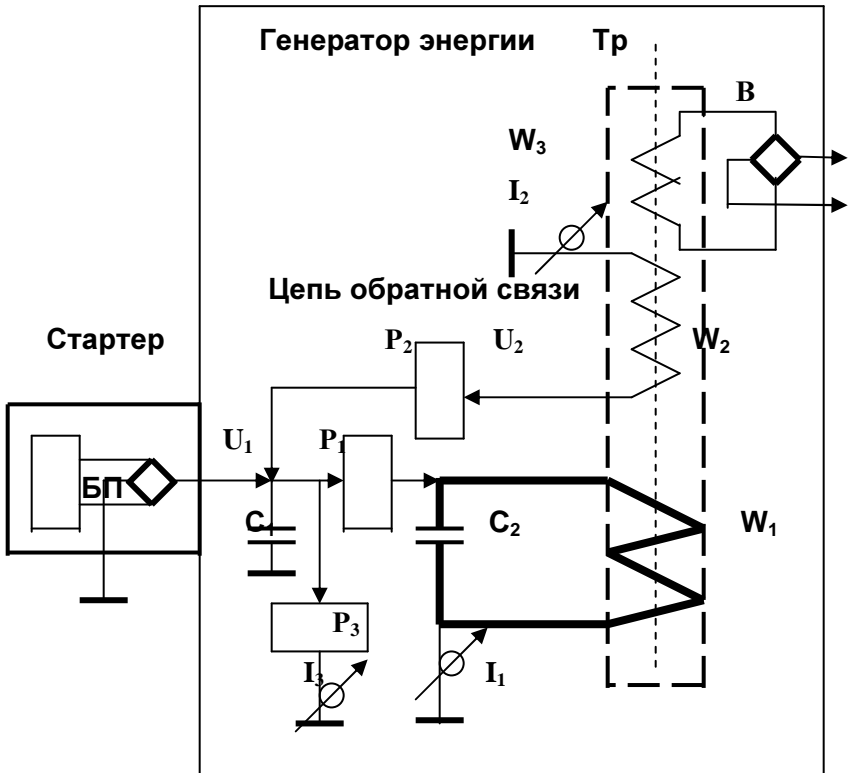 Генератор энергии Тр
В
W₃
I₂
Цепь обратной связи
Стартер
P₂ U₂ W₂
U₁ P₁
БП
C₁ C₂ W₁
P₃
I₃ I₁